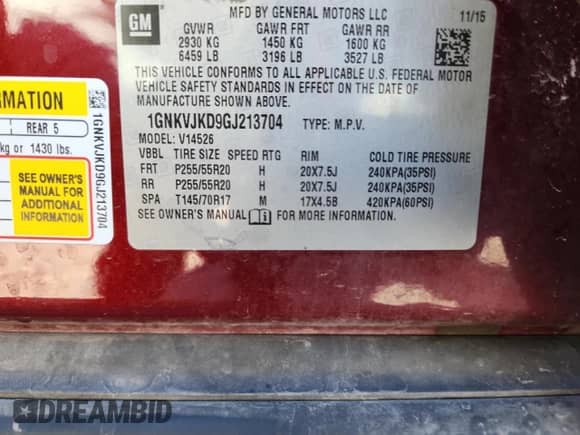 GM
MFD BY GENERAL MOTORS LLC
11/15
GVWR GAWR FRT GAWR RR
2930 KG 1450 KG 1600 KG
6459 LB 3196 LB 3527 LB
THIS VEHICLE CONFORMS TO ALL APPLICABLE U.S. FEDERAL MOTOR
VEHICLE SAFETY STANDARDS IN EFFECT ON THE DATE OF
MANUFACTURE SHOWN ABOVE.
1GNKVJKD9GJ213704 TYPE: M.P.V.
MODEL: V14526
VBBL TIRE SIZE SPEED RTG RIM
FRT P255/55R20 H 20X7.5J 240KPA(35PSI)
RR P255/55R20 H 20X7.5J 240KPA(35PSI)
SPA T145/70R17 M 17X4.5B 420KPA(60PSI)
SEE OWNER'S MANUAL FOR MORE INFORMATION.
REAR 5
kg or 1430 lbs.
SEE OWNER'S
MANUAL FOR
ADDITIONAL
INFORMATION
1GNKVJKD9GJ213704
DREAMBID